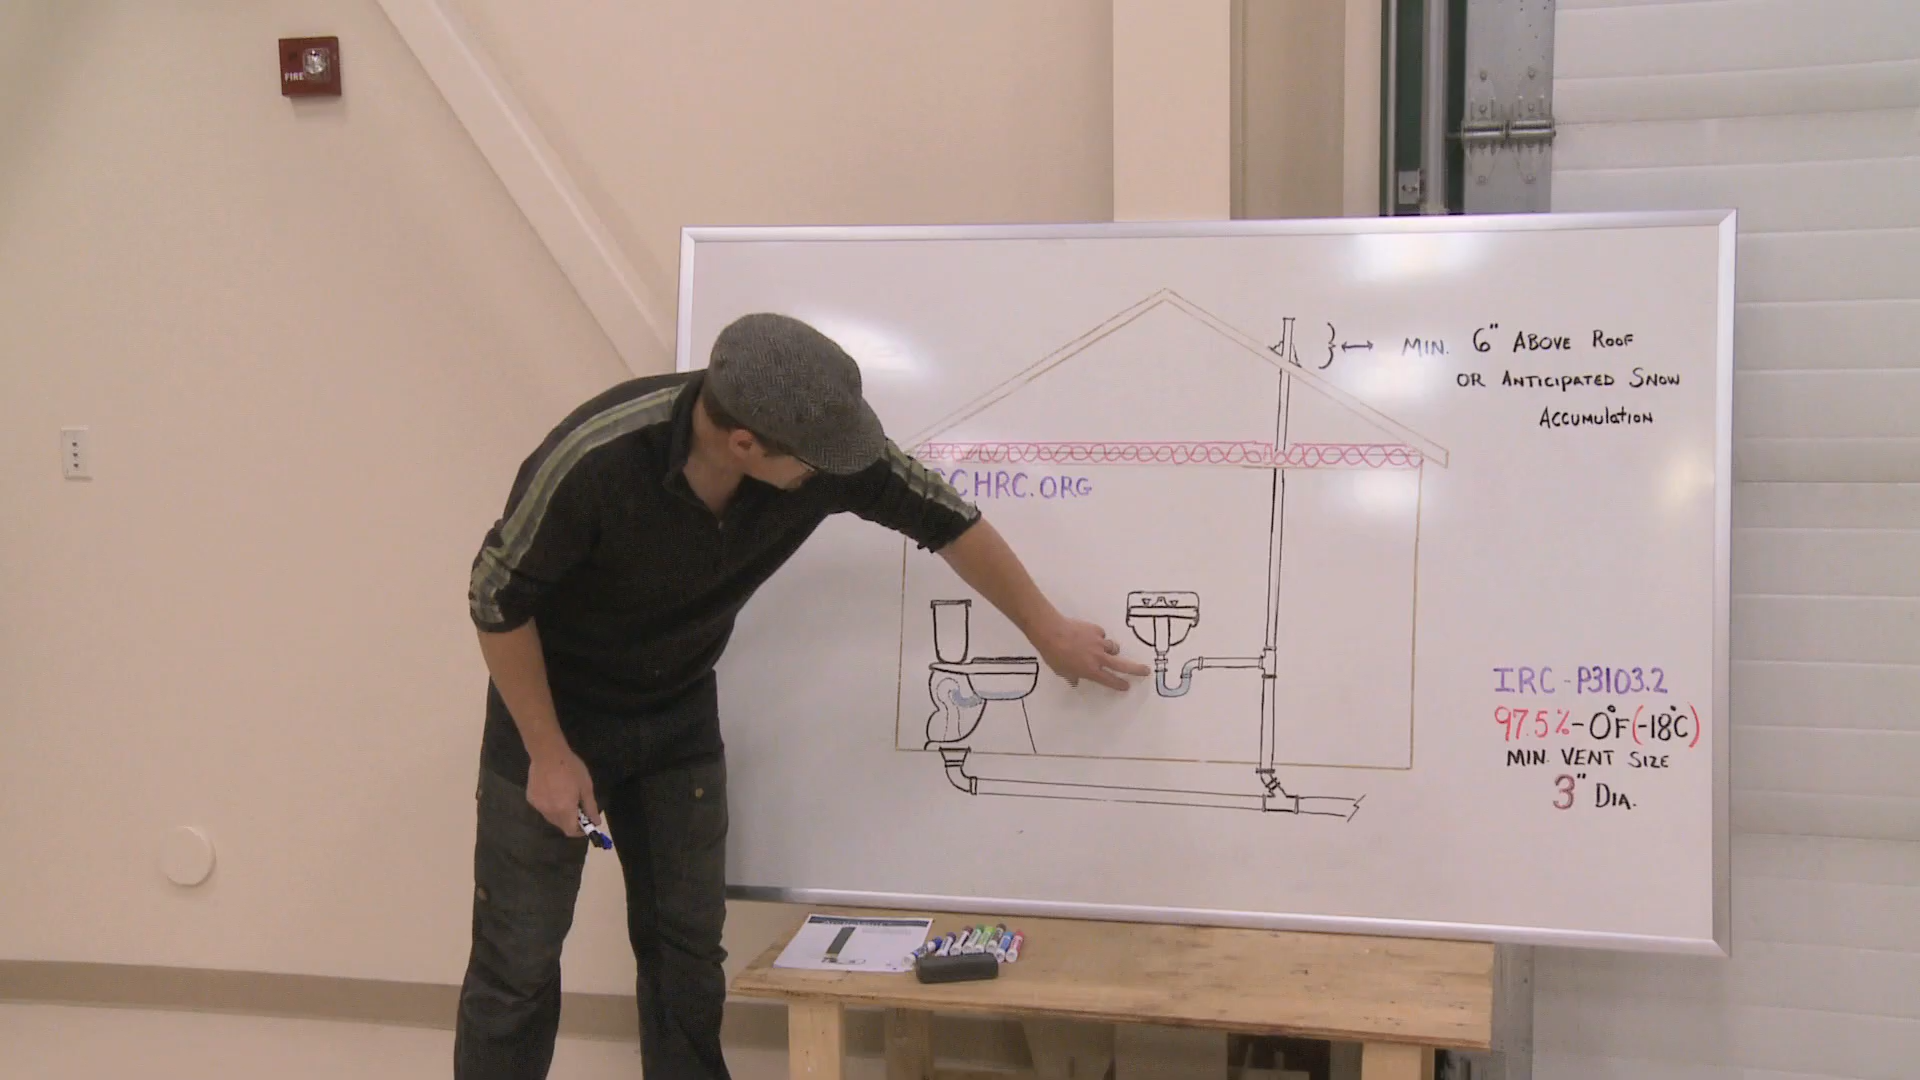 FIRE
MIN. 6" ABOVE ROOF
OR ANTICIPATED SNOW
ACCUMULATION
CCHRC.ORG
IRC-P3103.2
97.5%-0°F(-18°C)
MIN. VENT SIZE
3" DIA.